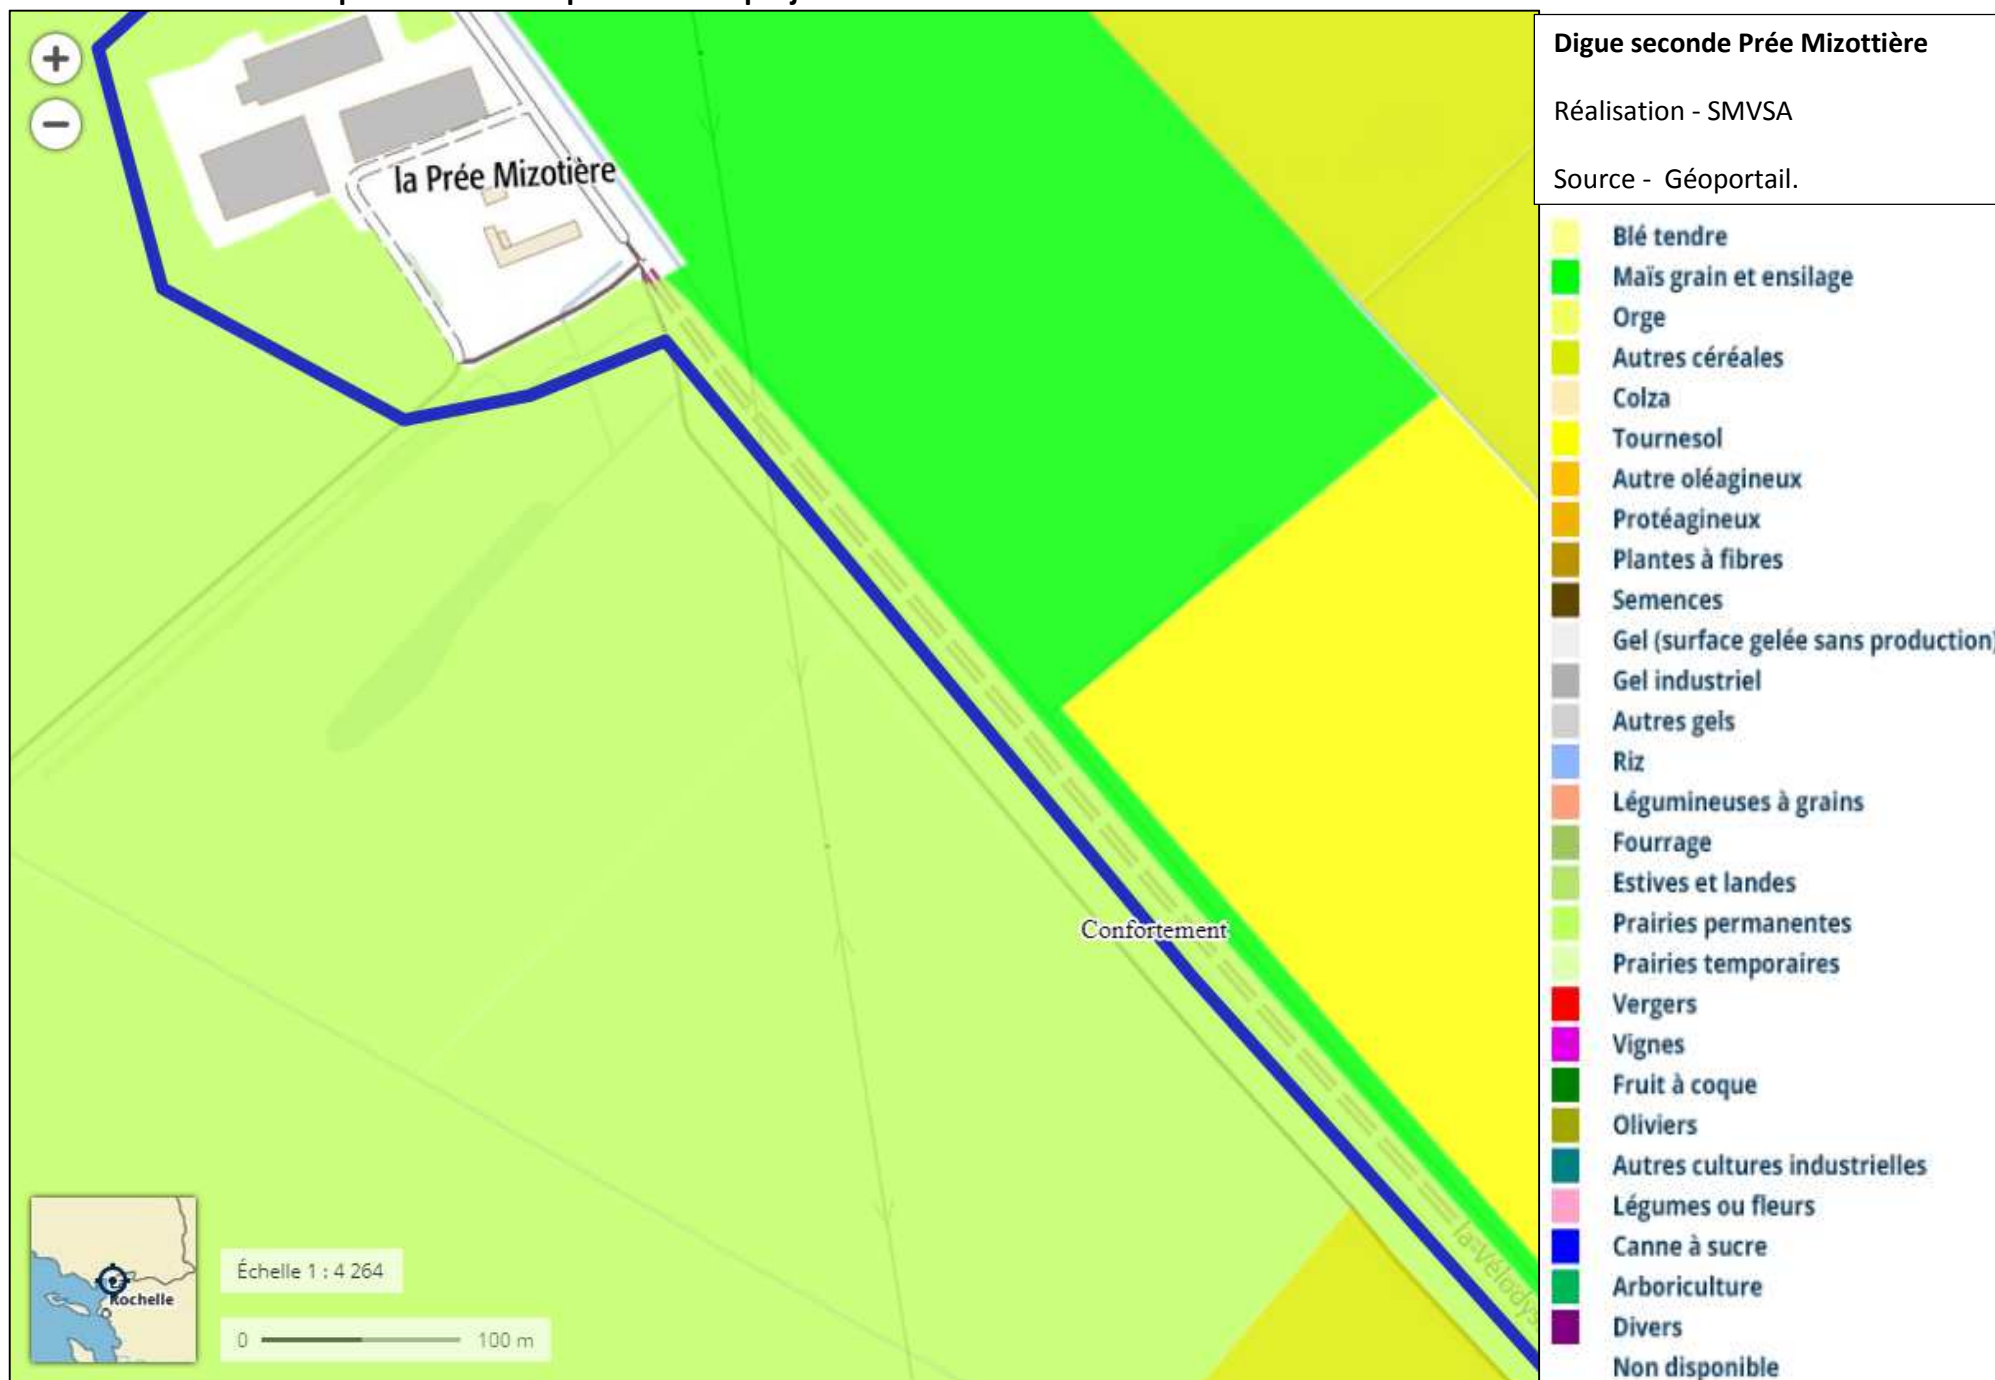 +
−
la Prée Mizotière
Confortement
la Vélodys
Rochelle
Échelle 1 : 4 264
0 100 m
Digue seconde Prée Mizottière
Réalisation - SMVSA
Source - Géoportail.
Blé tendre
Maïs grain et ensilage
Orge
Autres céréales
Colza
Tournesol
Autre oléagineux
Protéagineux
Plantes à fibres
Semences
Gel (surface gelée sans production)
Gel industriel
Autres gels
Riz
Légumineuses à grains
Fourrage
Estives et landes
Prairies permanentes
Prairies temporaires
Vergers
Vignes
Fruit à coque
Oliviers
Autres cultures industrielles
Légumes ou fleurs
Canne à sucre
Arboriculture
Divers
Non disponible